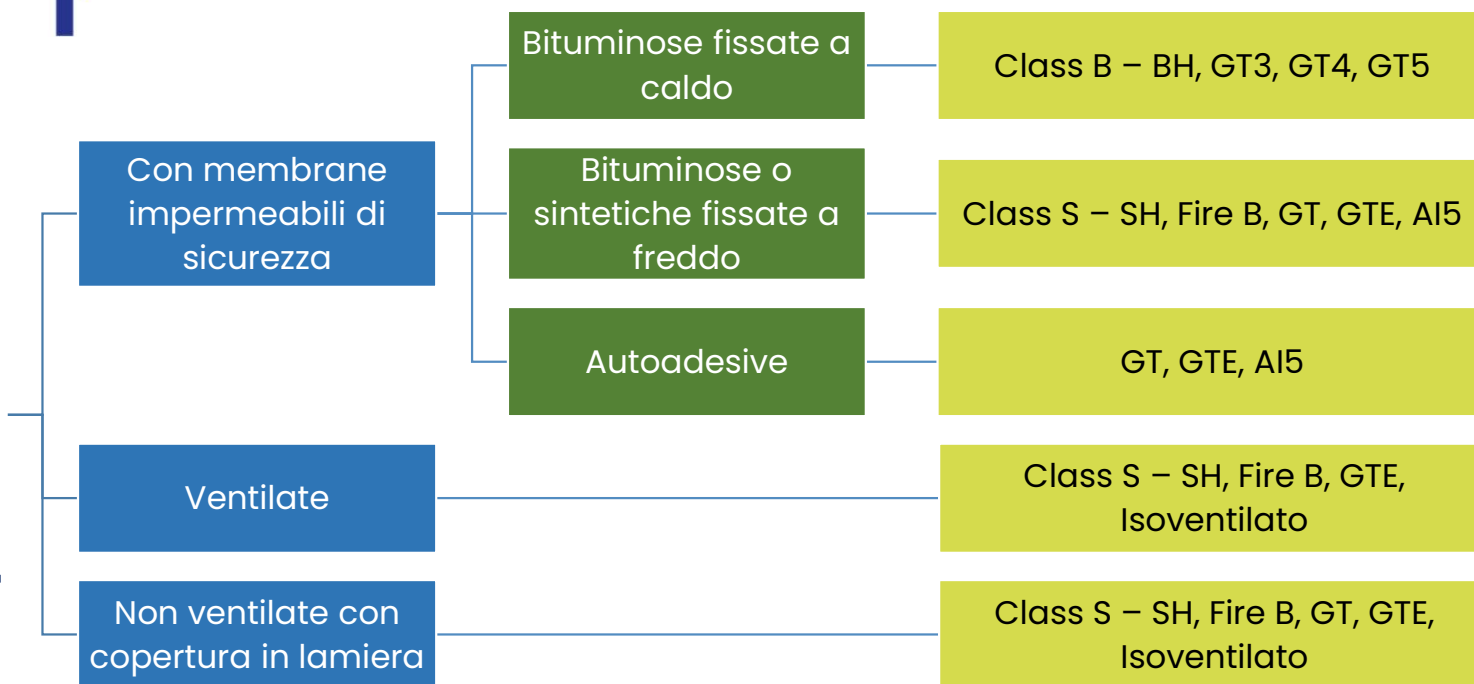 Con membrane
impermeabili di
sicurezza
Bituminose fissate a
caldo
Class B – BH, GT3, GT4, GT5
Bituminose o
sintetiche fissate a
freddo
Class S – SH, Fire B, GT, GTE, AI5
Autoadesive
GT, GTE, AI5
Ventilate
Class S – SH, Fire B, GTE,
Isoventilato
Non ventilate con
copertura in lamiera
Class S – SH, Fire B, GT, GTE,
Isoventilato